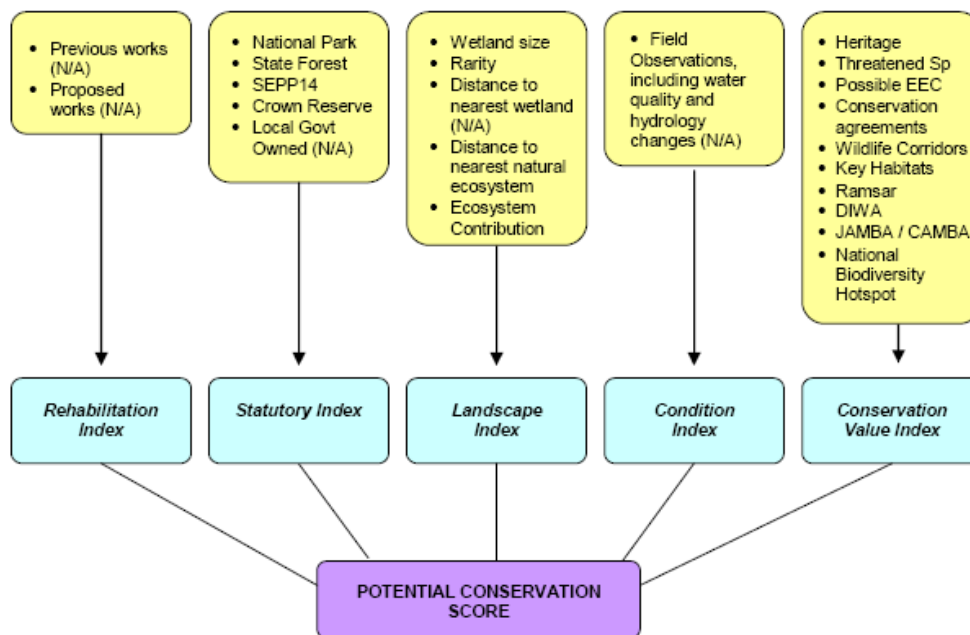 • Previous works
(N/A)
• Proposed
works (N/A)
• National Park
• State Forest
• SEPP14
• Crown Reserve
• Local Govt
Owned (N/A)
• Wetland size
• Rarity
• Distance to
nearest wetland
(N/A)
• Distance to
nearest natural
ecosystem
• Ecosystem
Contribution
• Field
Observations,
including water
quality and
hydrology
changes (N/A)
• Heritage
• Threatened Sp
• Possible EEC
• Conservation
agreements
• Wildlife Corridors
• Key Habitats
• Ramsar
• DIWA
• JAMBA / CAMBA
• National
Biodiversity
Hotspot
Rehabilitation
Index
Statutory Index
Landscape
Index
Condition
Index
Conservation
Value Index
POTENTIAL CONSERVATION
SCORE